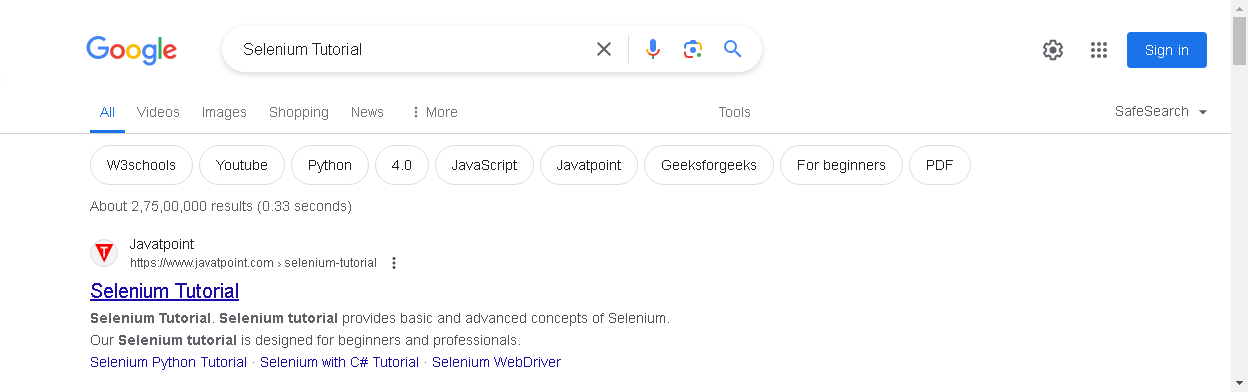 Google Selenium Tutorial Sign in
All Videos Images Shopping News More Tools SafeSearch
W3schools Youtube Python 4.0 JavaScript Javatpoint Geeksforgeeks For beginners PDF
About 2,75,00,000 results (0.33 seconds)
T
Javatpoint
https://www.javatpoint.com › selenium-tutorial
Selenium Tutorial
Selenium Tutorial. Selenium tutorial provides basic and advanced concepts of Selenium.
Our Selenium tutorial is designed for beginners and professionals.
Selenium Python Tutorial · Selenium with C# Tutorial · Selenium WebDriver